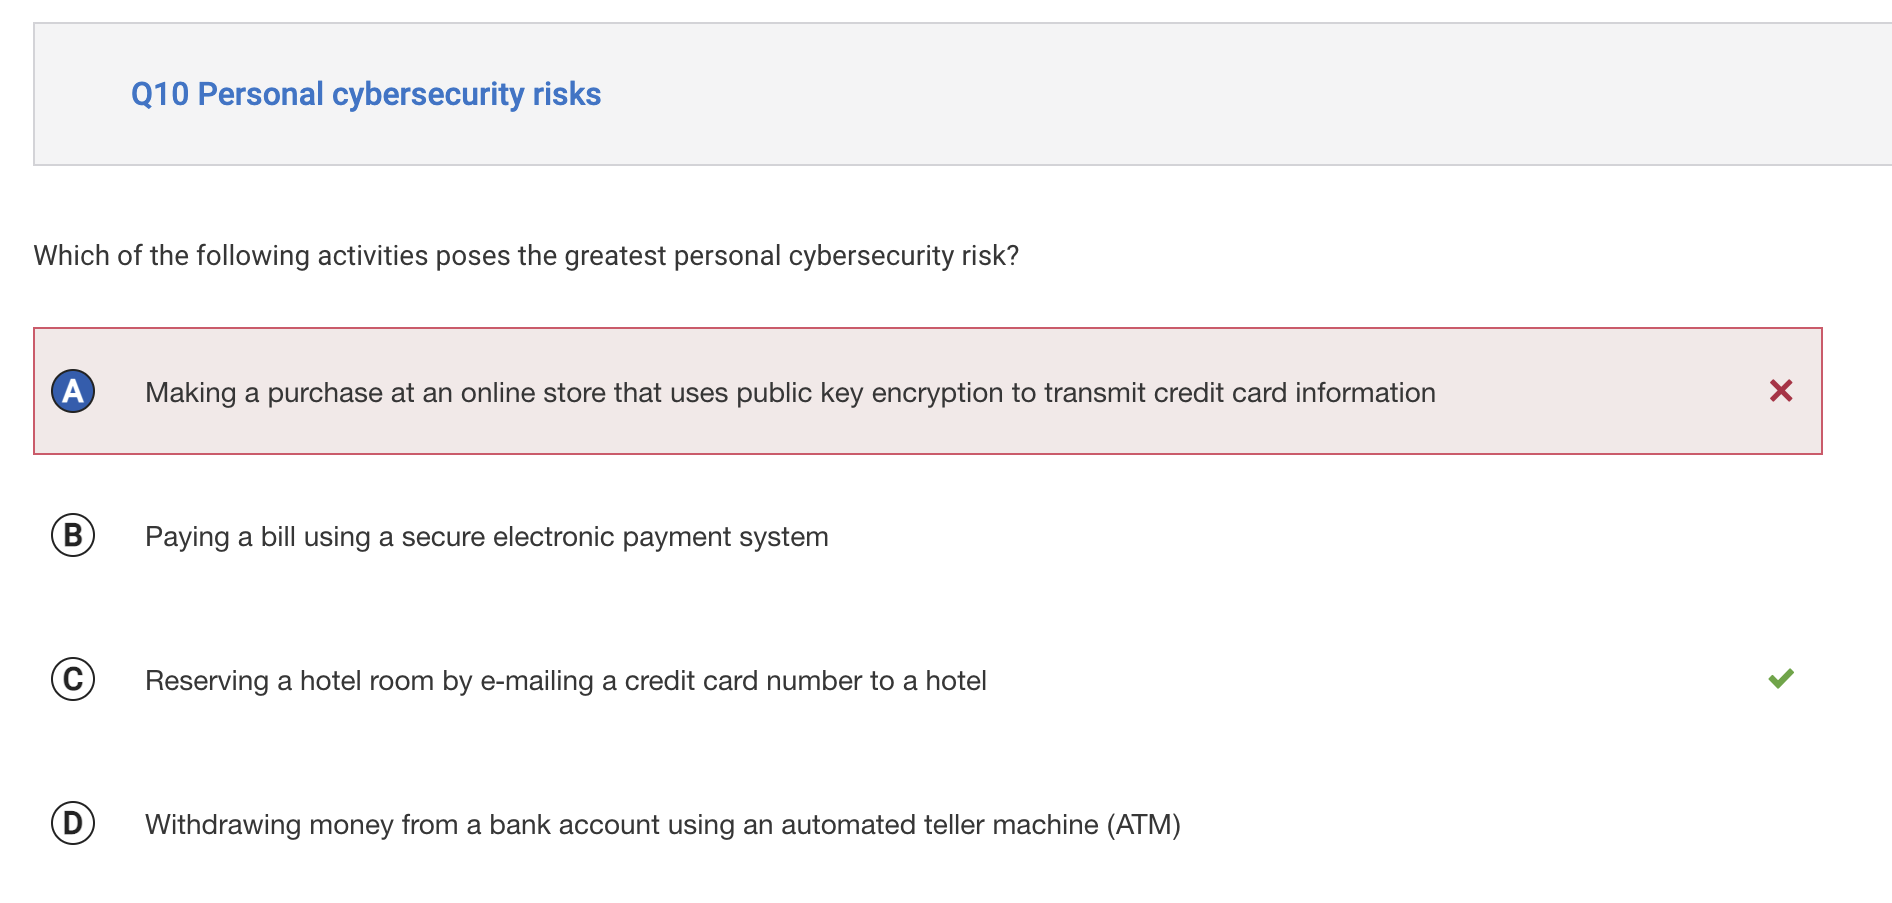 Q10 Personal cybersecurity risks
Which of the following activities poses the greatest personal cybersecurity risk?
A Making a purchase at an online store that uses public key encryption to transmit credit card information
B Paying a bill using a secure electronic payment system
C Reserving a hotel room by e-mailing a credit card number to a hotel
D Withdrawing money from a bank account using an automated teller machine (ATM)